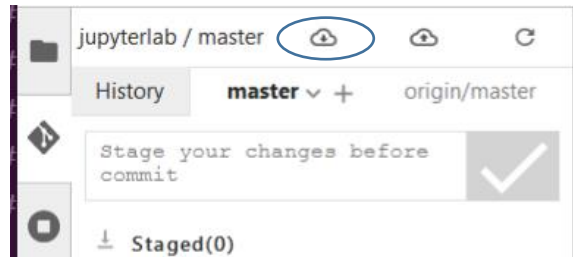 jupyterlab / master
History master + origin/master
Stage your changes before
commit
Staged(0)